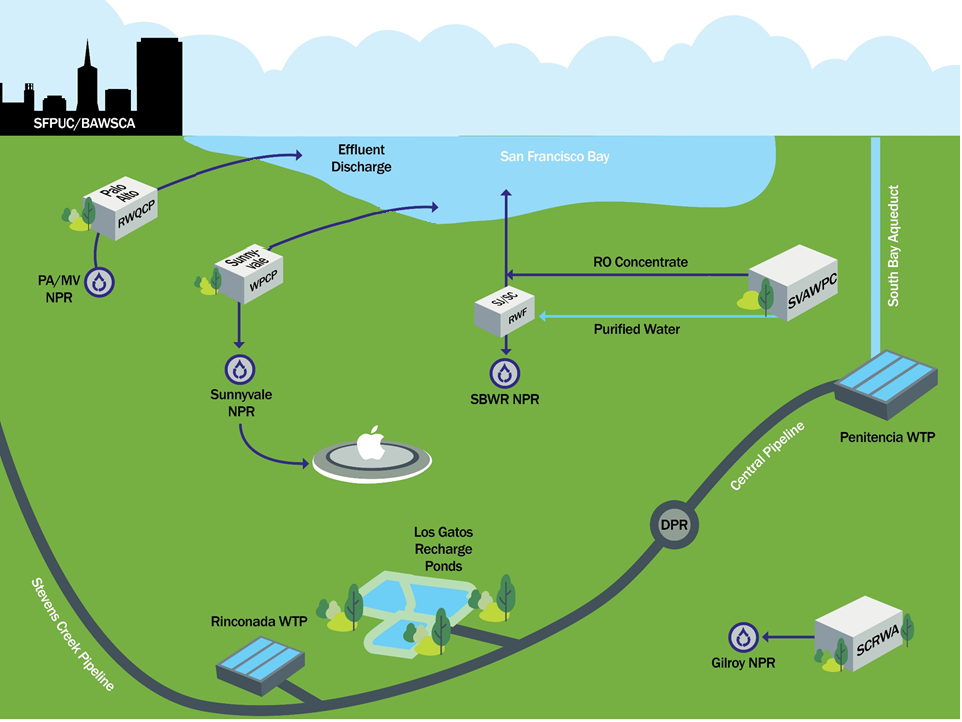 SFPUC/BAWSCA
Effluent
Discharge
San Francisco Bay
Palo
Alto
RWQCP
PA/MV
NPR
Sunny-
vale
WPCP
RO Concentrate
SJ/SC
RWF
SVAWPC
Purified Water
South Bay Aqueduct
Sunnyvale
NPR
SBWR NPR
Penitencia WTP
Central Pipeline
DPR
Los Gatos
Recharge
Ponds
Stevens Creek Pipeline
Rinconada WTP
SCRWA
Gilroy NPR